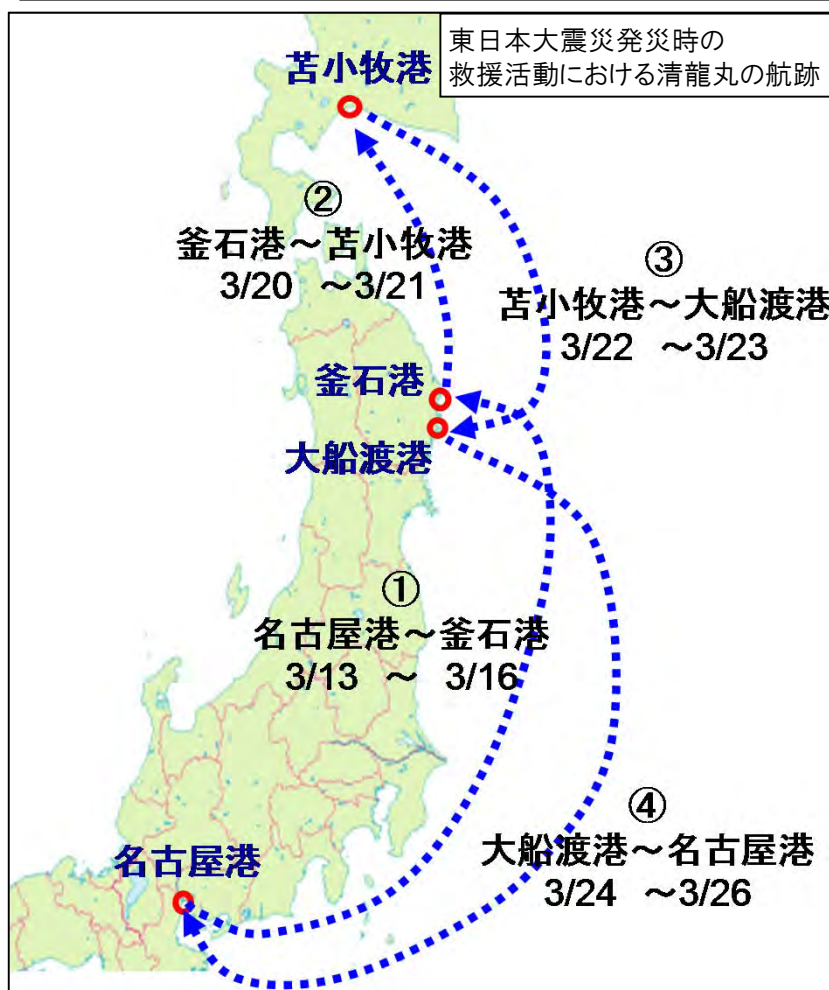 東日本大震災発災時の
救援活動における清龍丸の航跡
苫小牧港
②
釜石港～苫小牧港
3/20 ～3/21
③
苫小牧港～大船渡港
3/22 ～3/23
釜石港
大船渡港
①
名古屋港～釜石港
3/13 ～ 3/16
④
大船渡港～名古屋港
3/24 ～3/26
名古屋港